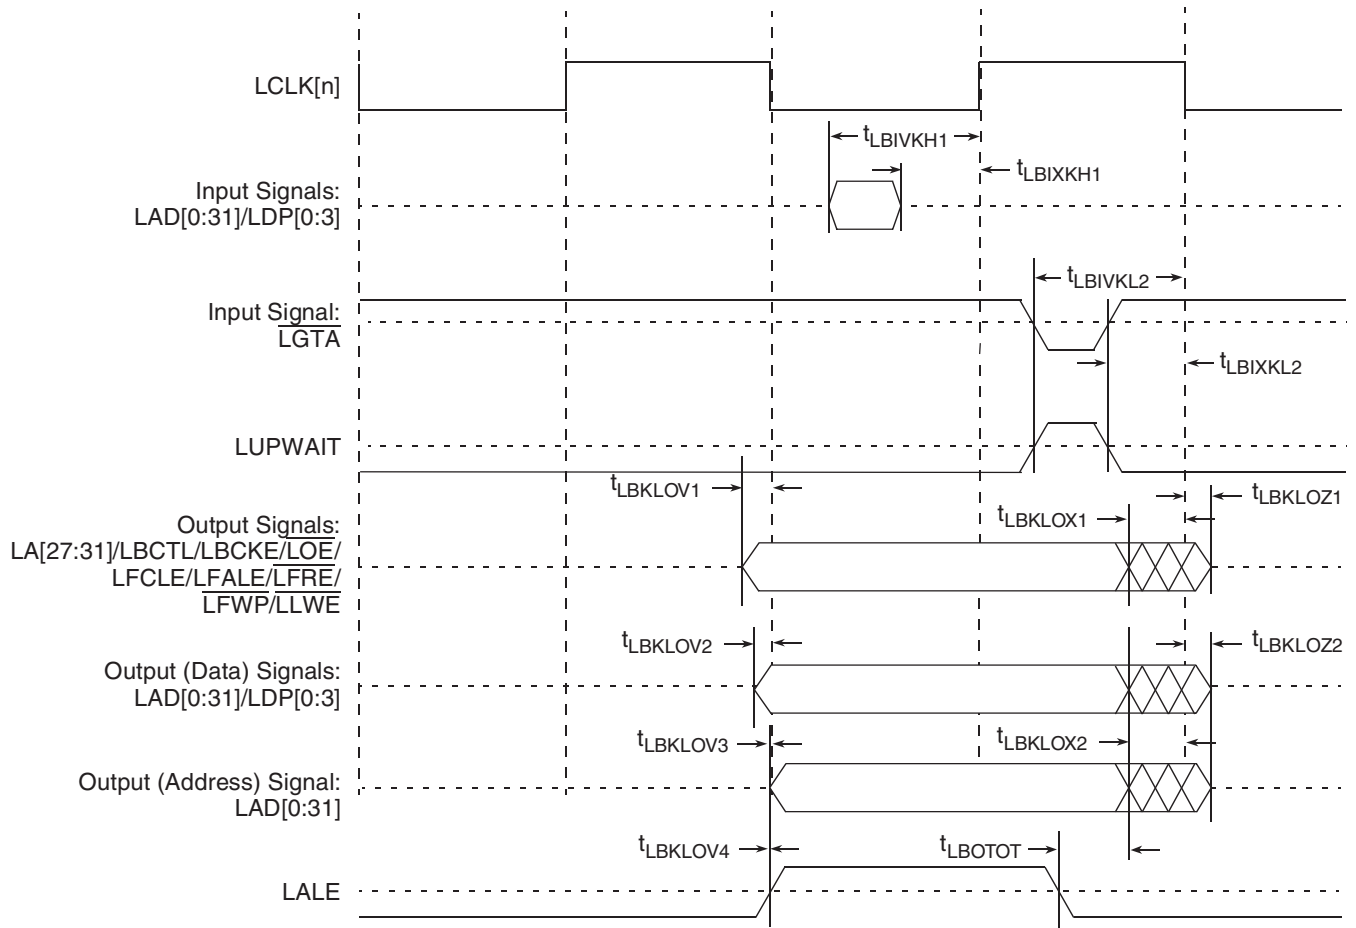 LCLK[n]
tLBIVKH1
tLBIXKH1
Input Signals:
LAD[0:31]/LDP[0:3]
tLBIVKL2
Input Signal:
LGTA
tLBIXKL2
LUPWAIT
tLBKLOV1
tLBKLOZ1
tLBKLOX1
Output Signals:
LA[27:31]/LBCTL/LBCKE/LOE/
LFCLE/LFALE/LFRE/
LFWP/LLWE
tLBKLOV2
tLBKLOZ2
Output (Data) Signals:
LAD[0:31]/LDP[0:3]
tLBKLOV3
tLBKLOX2
Output (Address) Signal:
LAD[0:31]
tLBKLOV4
tLBOTOT
LALE